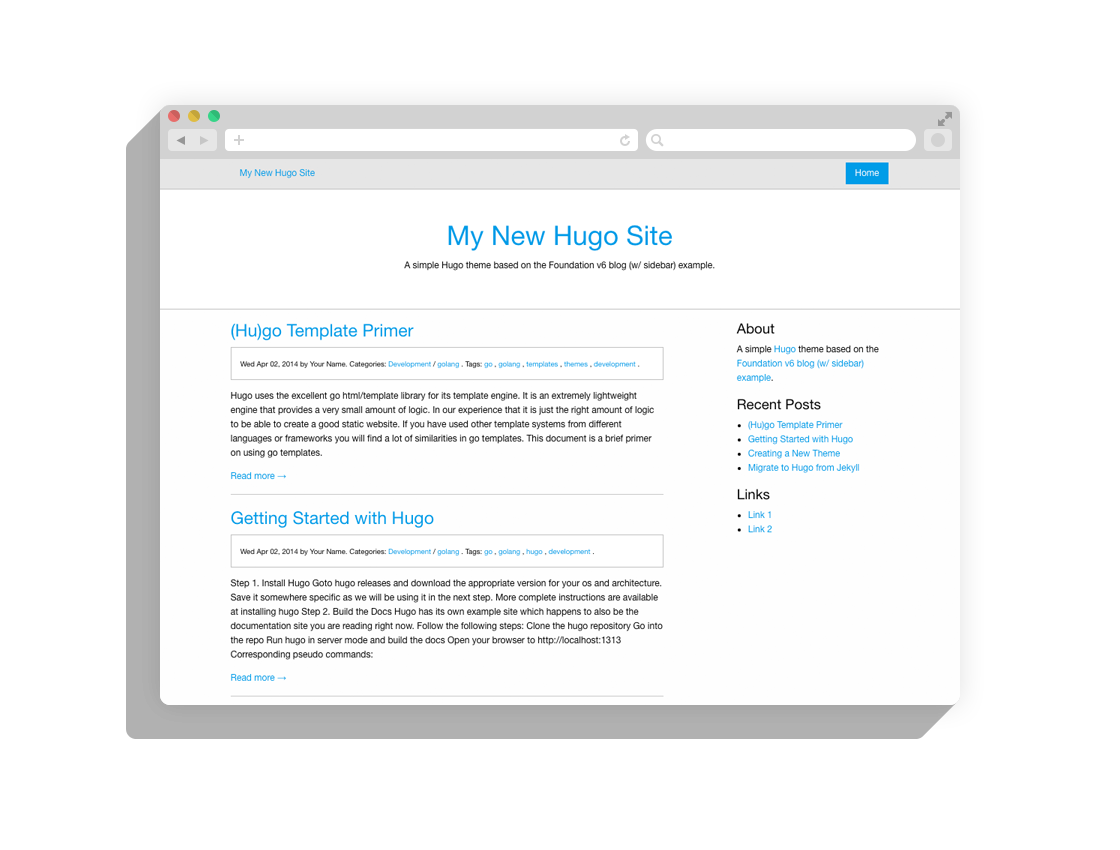 My New Hugo Site
Home
My New Hugo Site
A simple Hugo theme based on the Foundation v6 blog (w/ sidebar) example.
(Hu)go Template Primer
Wed Apr 02, 2014 by Your Name. Categories: Development / golang . Tags: go , golang , templates , themes , development .
Hugo uses the excellent go html/template library for its template engine. It is an extremely lightweight
engine that provides a very small amount of logic. In our experience that it is just the right amount of logic
to be able to create a good static website. If you have used other template systems from different
languages or frameworks you will find a lot of similarities in go templates. This document is a brief primer
on using go templates.
Read more →
Getting Started with Hugo
Wed Apr 02, 2014 by Your Name. Categories: Development / golang . Tags: go , golang , hugo , development .
Step 1. Install Hugo Goto hugo releases and download the appropriate version for your os and architecture.
Save it somewhere specific as we will be using it in the next step. More complete instructions are available
at installing hugo Step 2. Build the Docs Hugo has its own example site which happens to also be the
documentation site you are reading right now. Follow the following steps: Clone the hugo repository Go into
the repo Run hugo in server mode and build the docs Open your browser to http://localhost:1313
Corresponding pseudo commands:
Read more →
About
A simple Hugo theme based on the
Foundation v6 blog (w/ sidebar)
example.
Recent Posts
(Hu)go Template Primer
Getting Started with Hugo
Creating a New Theme
Migrate to Hugo from Jekyll
Links
Link 1
Link 2